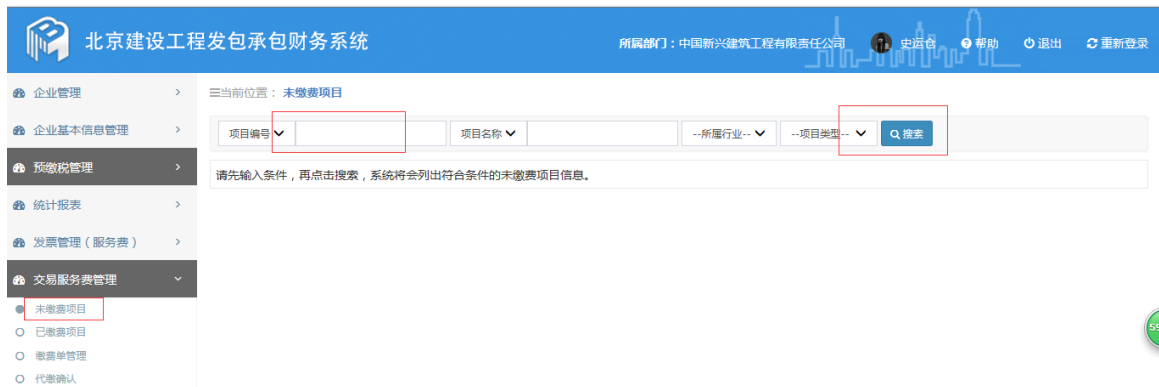 北京建设工程发包承包财务系统
所属部门：中国新兴建筑工程有限责任公司 史运仓 帮助 退出 重新登录
企业管理
当前位置： 未缴费项目
企业基本信息管理
项目编号 项目名称 --所属行业-- --项目类型-- 搜索
预缴税管理
请先输入条件，再点击搜索，系统将会列出符合条件的未缴费项目信息。
统计报表
发票管理（服务费）
交易服务费管理
未缴费项目
已缴费项目
缴费单管理
代缴确认